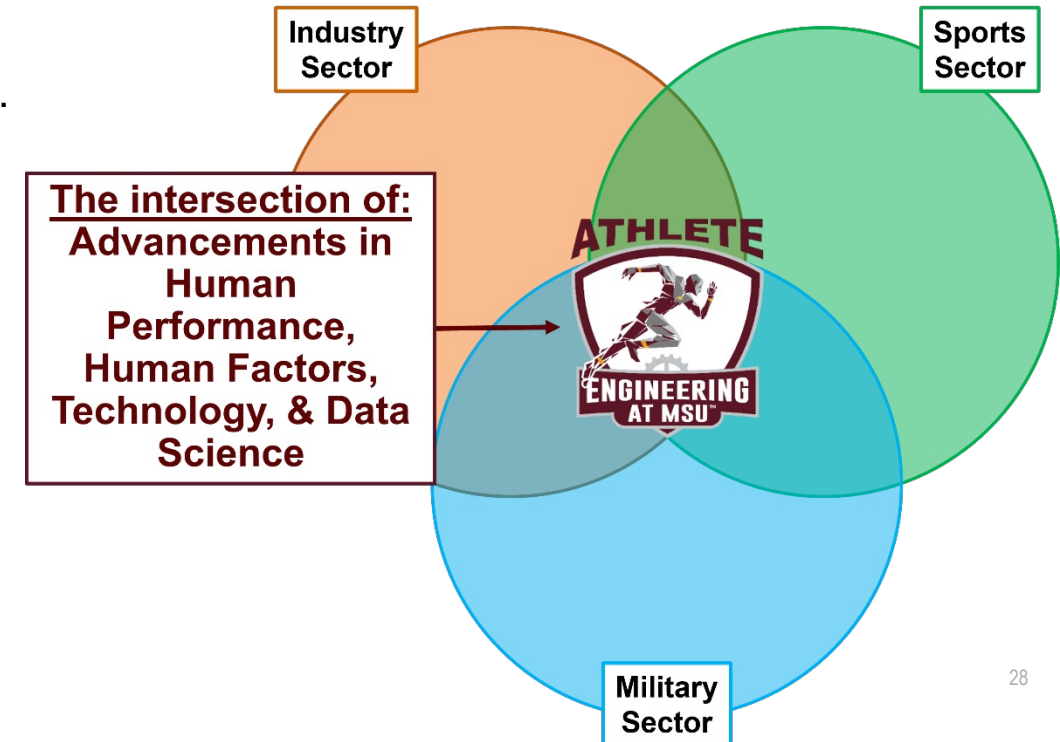 Industry
Sector
Sports
Sector
.
The intersection of:
Advancements in
Human
Performance,
Human Factors,
Technology, & Data
Science
ATHLETE
ENGINEERING
AT MSU™
Military
Sector
28